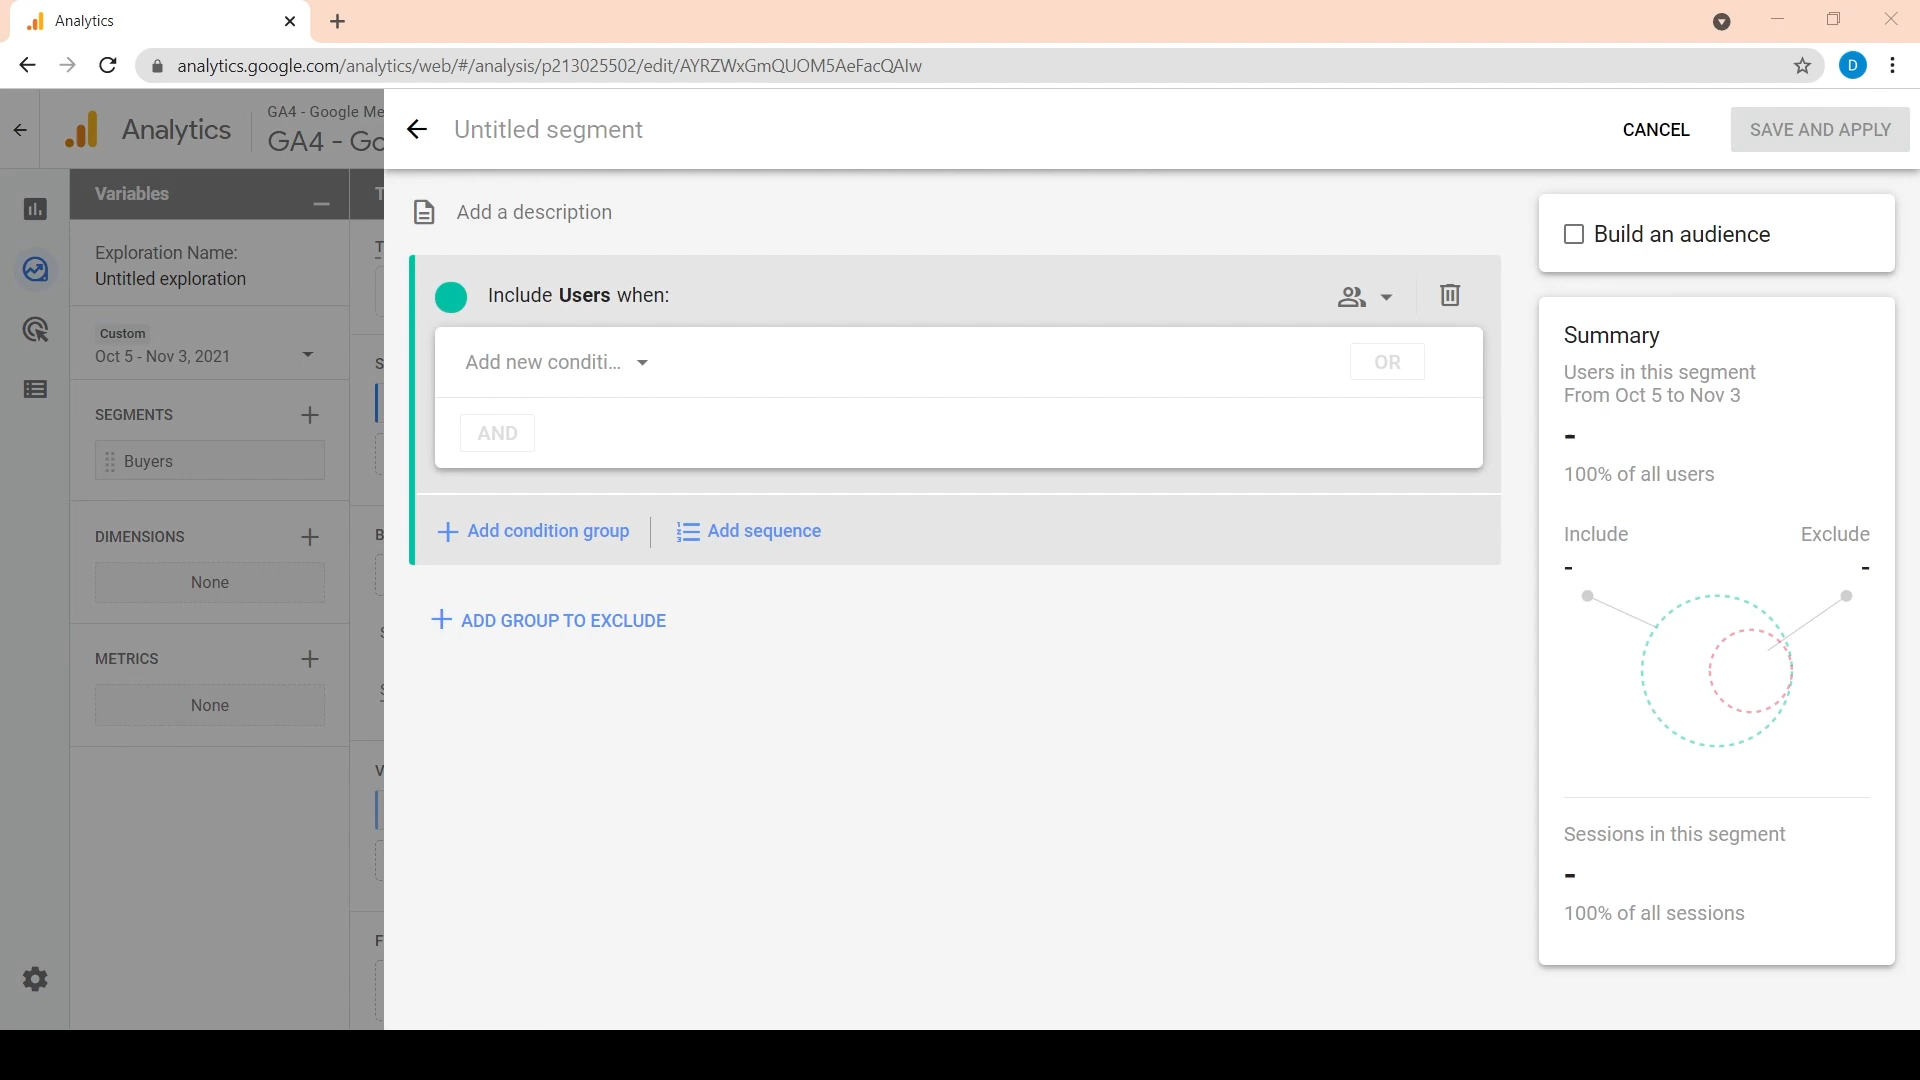 Analytics
analytics.google.com/analytics/web/#/analysis/p213025502/edit/AYRZWxGmQUOM5AeFacQAIw
D
Analytics
GA4 - Google Me
GA4 - Go
Untitled segment
CANCEL
SAVE AND APPLY
Variables
T
Add a description
Build an audience
Exploration Name:
Untitled exploration
T
Include Users when:
Custom
Oct 5 - Nov 3, 2021
S
Add new conditi...
OR
AND
SEGMENTS
Buyers
Add condition group
Add sequence
DIMENSIONS
None
B
ADD GROUP TO EXCLUDE
METRICS
None
S
S
V
F
Summary
Users in this segment
From Oct 5 to Nov 3
-
100% of all users
Include
Exclude
-
-
Sessions in this segment
-
100% of all sessions